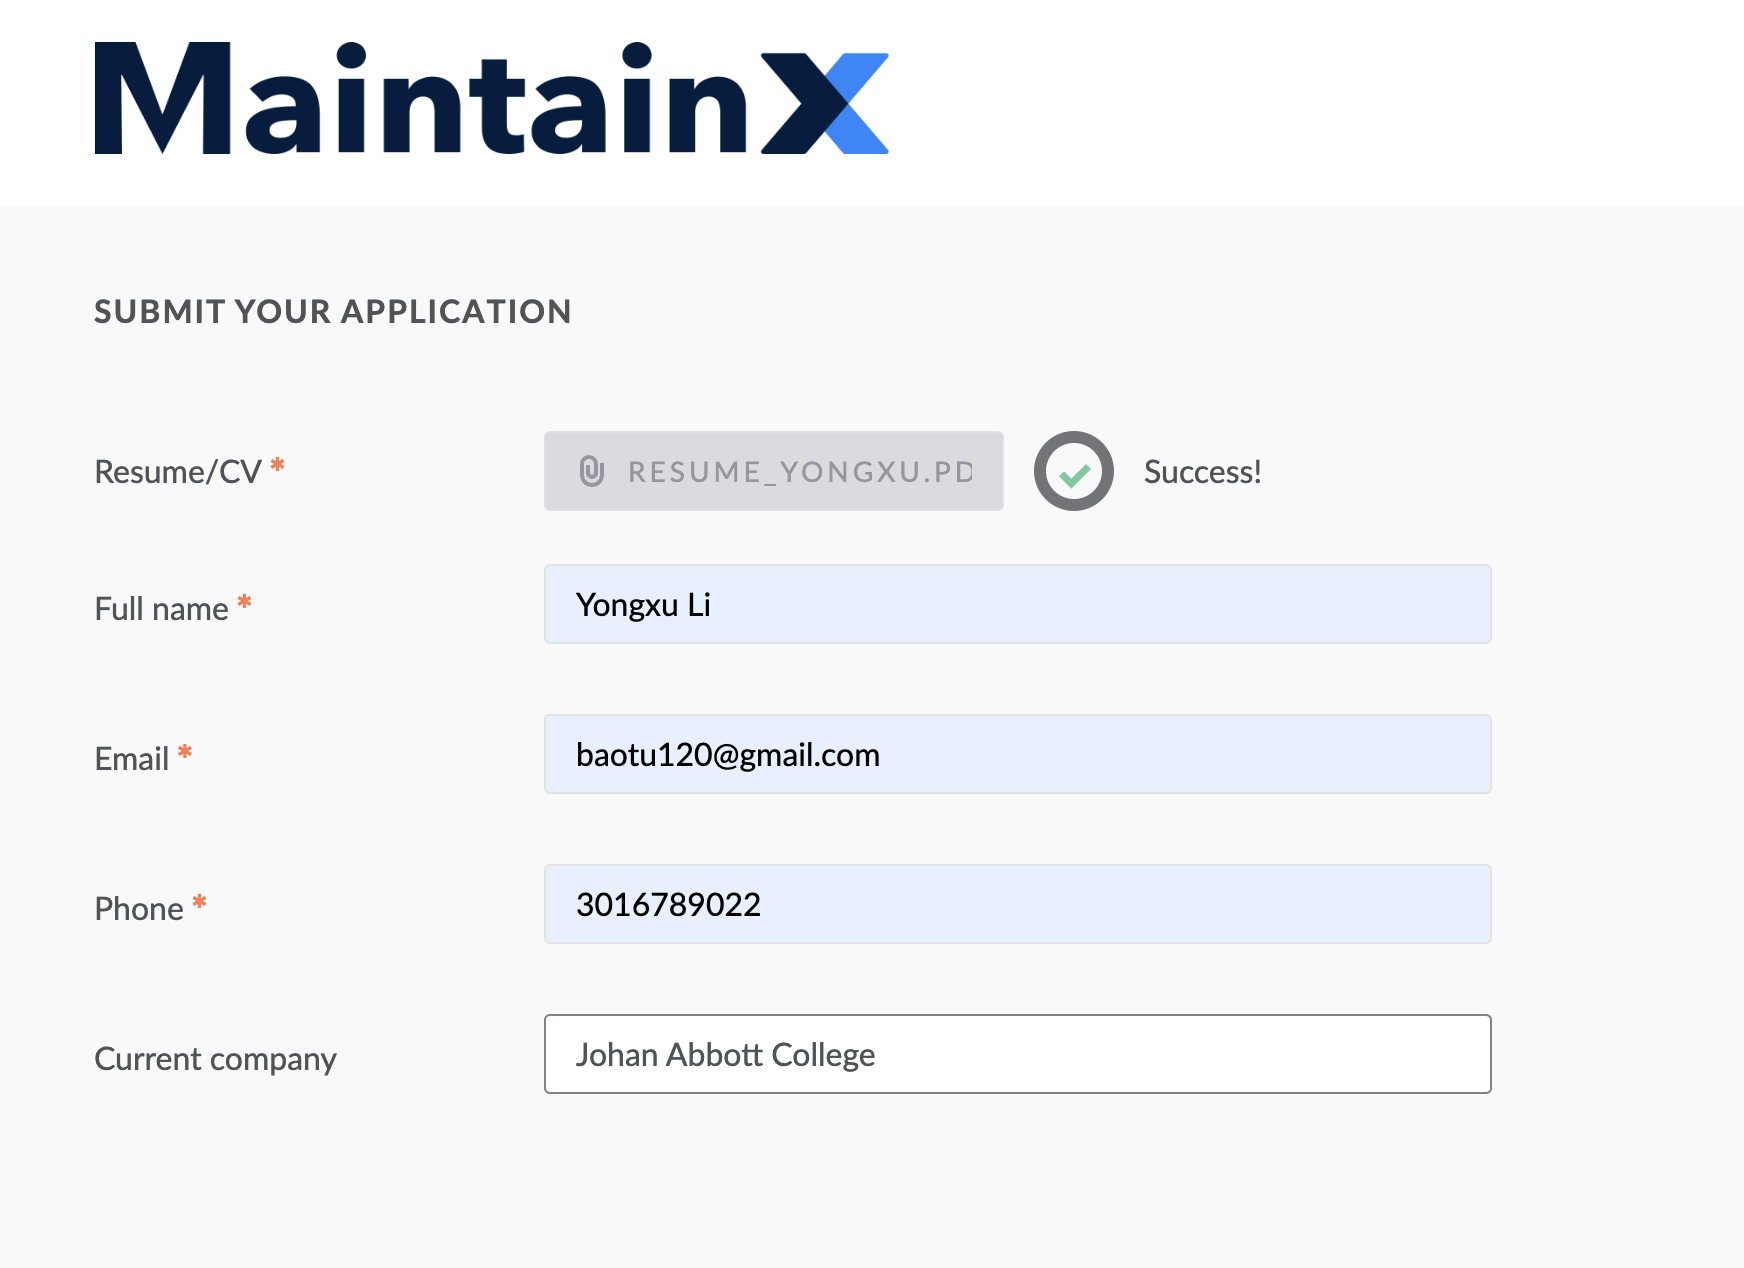 MaintainX
SUBMIT YOUR APPLICATION
Resume/CV * RESUME_YONGXU.PD Success!
Full name * Yongxu Li
Email * baotu120@gmail.com
Phone * 3016789022
Current company Johan Abbott College